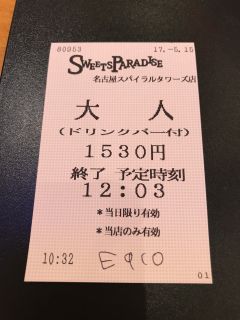 80953 17.-5.15
SWEETS PARADISE
名古屋スパイラルタワーズ店
大人
(ドリンクバー付)
1530円
終了 予定時刻
12:03
*当日限り有効
*当店のみ有効
10:32
01